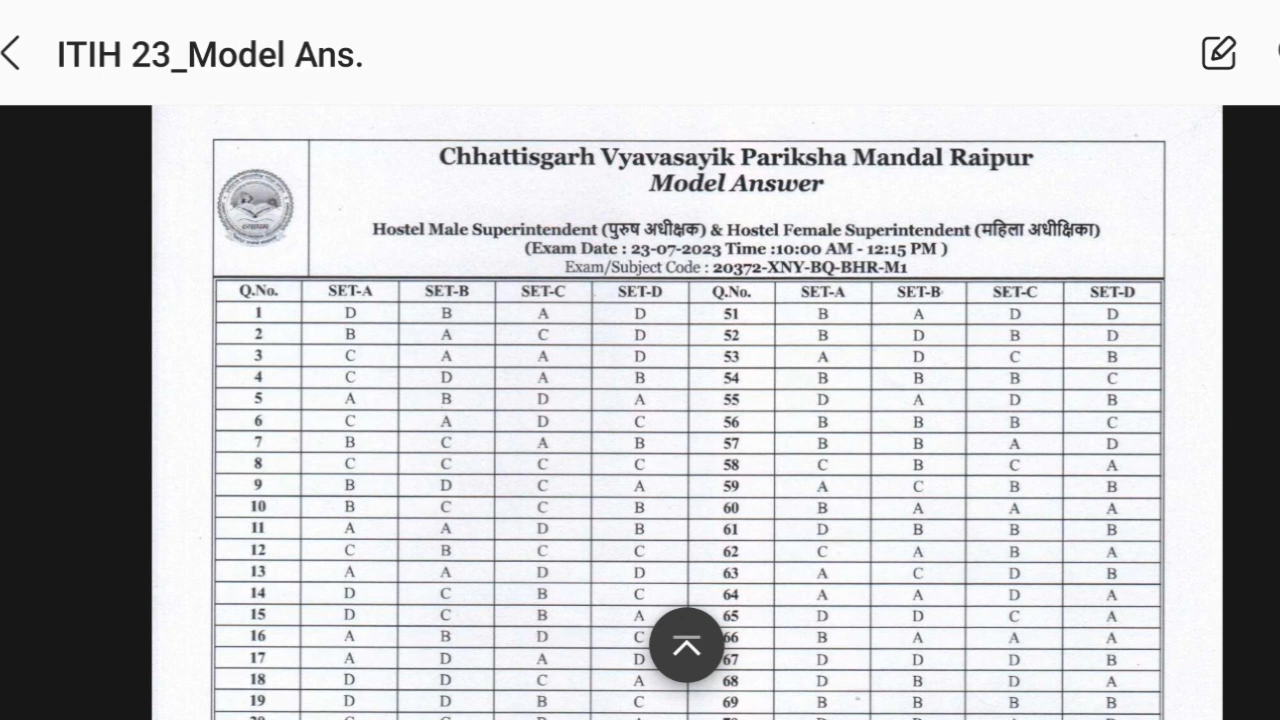 ITIH 23_Model Ans.
Chhattisgarh Vyavasayik Pariksha Mandal Raipur
Model Answer
Hostel Male Superintendent (पुरुष अधीक्षक) & Hostel Female Superintendent (महिला अधीक्षिका)
(Exam Date : 23-07-2023 Time :10:00 AM - 12:15 PM )
Exam/Subject Code : 20372-XNY-BQ-BHR-M1
Q.No. SET-A SET-B SET-C SET-D Q.No. SET-A SET-B SET-C SET-D
1 D B A D 51 B A D D
2 B A C D 52 B D B D
3 C A A D 53 A D C B
4 C D A B 54 B B B C
5 A B D A 55 D A D B
6 C A D C 56 B B B C
7 B C A B 57 B B A D
8 C C C C 58 C B C A
9 B D C A 59 A C B B
10 B C C B 60 B A A A
11 A A D B 61 D B B B
12 C B C C 62 C A B A
13 A A D D 63 A C D B
14 D C B C 64 A A D A
15 D C B A 65 D D C A
16 A B D C 66 B A A A
17 A D A D 67 D D D B
18 D D C A 68 D B D A
19 D D B C 69 B B B B